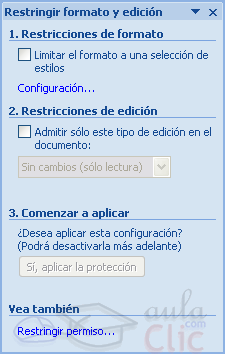 Restringir formato y edición
1. Restricciones de formato
Limitar el formato a una selección de
estilos
Configuración...
2. Restricciones de edición
Admitir sólo este tipo de edición en el
documento:
Sin cambios (sólo lectura)
3. Comenzar a aplicar
¿Desea aplicar esta configuración?
(Podrá desactivarla más adelante)
Sí, aplicar la protección
Vea también
Restringir permiso...
aula
Clic.com